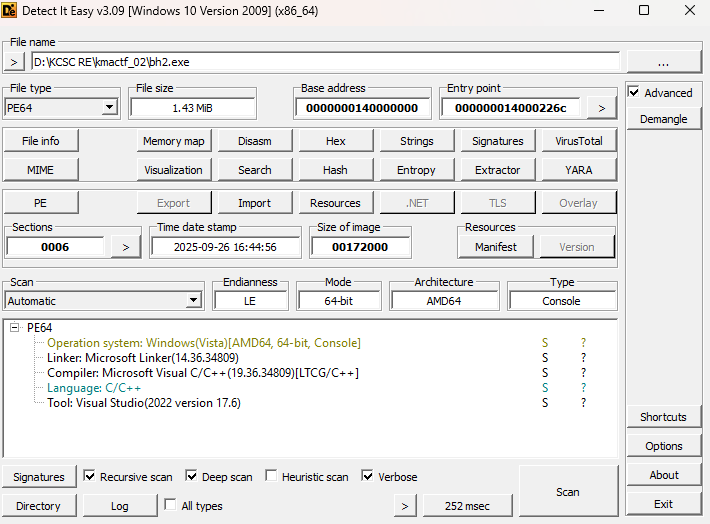 Detect It Easy v3.09 [Windows 10 Version 2009] (x86_64)
File name
> D:\KCSC RE\kmactf_02\bh2.exe ...
File type File size Base address Entry point Advanced
PE64 1.43 MiB 0000000140000000 000000014000226c >
Demangle
File info Memory map Disasm Hex Strings Signatures VirusTotal
MIME Visualization Search Hash Entropy Extractor YARA
PE Export Import Resources .NET TLS Overlay
Sections Time date stamp Size of image Resources
0006 > 2025-09-26 16:44:56 00172000 Manifest Version
Scan Endianness Mode Architecture Type
Automatic LE 64-bit AMD64 Console
PE64
Operation system: Windows(Vista)[AMD64, 64-bit, Console] S ?
Linker: Microsoft Linker(14.36.34809) S ?
Compiler: Microsoft Visual C/C++(19.36.34809)[LTCG/C++] S ?
Language: C/C++ S ?
Tool: Visual Studio(2022 version 17.6) S ?
Shortcuts
Options
Signatures Recursive scan Deep scan Heuristic scan Verbose Scan About
Directory Log All types > 252 msec Exit